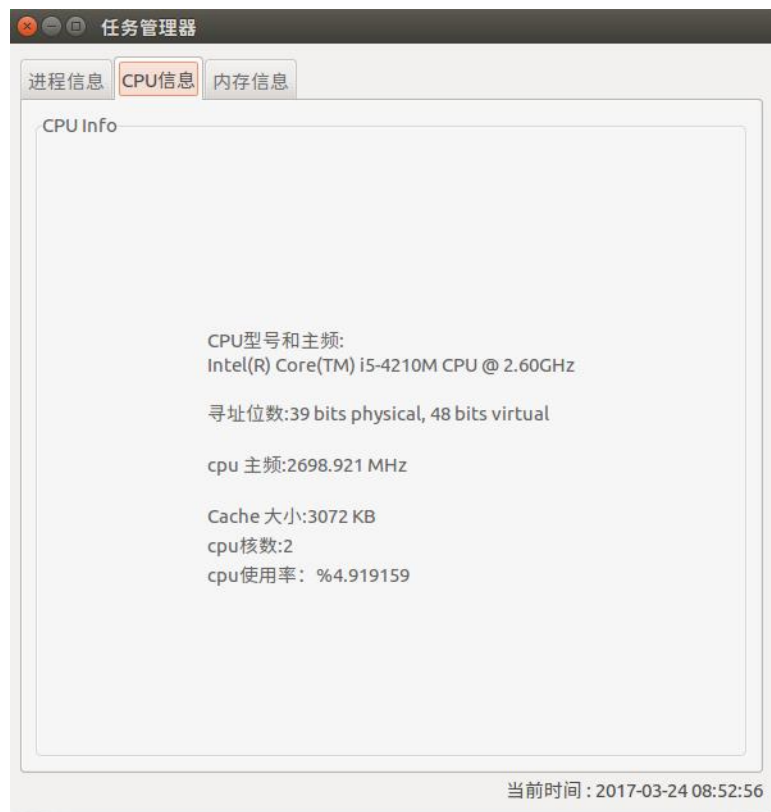 任务管理器
进程信息 CPU信息 内存信息
CPU Info
CPU型号和主频:
Intel(R) Core(TM) i5-4210M CPU @ 2.60GHz
寻址位数:39 bits physical, 48 bits virtual
cpu 主频:2698.921 MHz
Cache 大小:3072 KB
cpu核数:2
cpu使用率：%4.919159
当前时间 : 2017-03-24 08:52:56